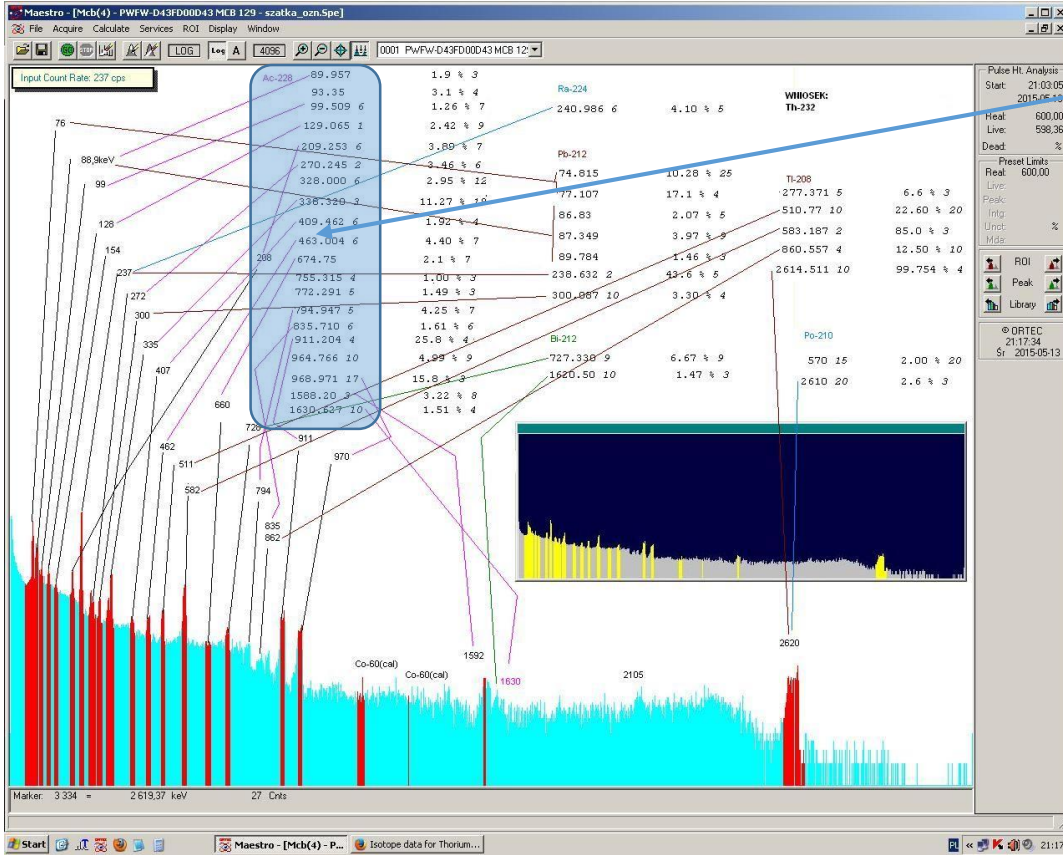 Maestro - [Mcb(4) - PWFW-D43FD00D43 MCB 129 - szatka_ozn.Spe]
File Acquire Calculate Services ROI Display Window
LOG Log A 4096 0001 PWFW-D43FD00D43 MCB 12
Input Count Rate: 237 cps
Ac-228
89.957 1.9 % 3
93.35 3.1 % 4
99.509 6 1.26 % 7
129.065 1 2.42 % 9
209.253 6 3.89 % 7
270.245 2 3.46 % 6
328.000 6 2.95 % 12
338.320 3 11.27 % 19
409.462 6 1.92 % 4
463.004 6 4.40 % 7
674.75 2.1 % 7
755.315 4 1.00 % 3
772.291 5 1.49 % 3
794.947 5 4.25 % 7
835.710 6 1.61 % 6
911.204 4 25.8 % 4
964.766 10 4.99 % 9
968.971 17 15.8 % 3
1588.20 3 3.22 % 8
1630.627 10 1.51 % 4
Ra-224
240.986 6 4.10 % 5
Pb-212
74.815 10.28 % 25
77.107 17.1 % 4
86.83 2.07 % 5
87.349 3.97 % 9
89.784 1.46 % 3
238.632 2 43.6 % 5
300.087 10 3.30 % 4
Bi-212
727.330 9 6.67 % 9
1620.50 10 1.47 % 3
WNIOSEK:
Th-232
Tl-208
277.371 5 6.6 % 3
510.77 10 22.60 % 20
583.187 2 85.0 % 3
860.557 4 12.50 % 10
2614.511 10 99.754 % 4
Po-210
570 15 2.00 % 20
2610 20 2.6 % 3
76
88,9keV
99
128
154
208
237
272
300
335
407
660
728
911
462
970
511
582
794
835
862
2620
1592
Co-60(cal)
Co-60(cal)
1630
2105
Pulse Ht. Analysis
Start: 21:03:05
2015-05-13
Real: 600,00
Live: 598,36
Dead: %
Preset Limits
Real: 600,00
Live:
Peak:
Intg:
Unct: %
Mda:
ROI
Peak
Library
© ORTEC
21:17:34
Śr 2015-05-13
Marker: 3 334 = 2 619,37 keV 27 Cnts
Start
Maestro - [Mcb(4) - P...
Isotope data for Thorium...
PL
21:17